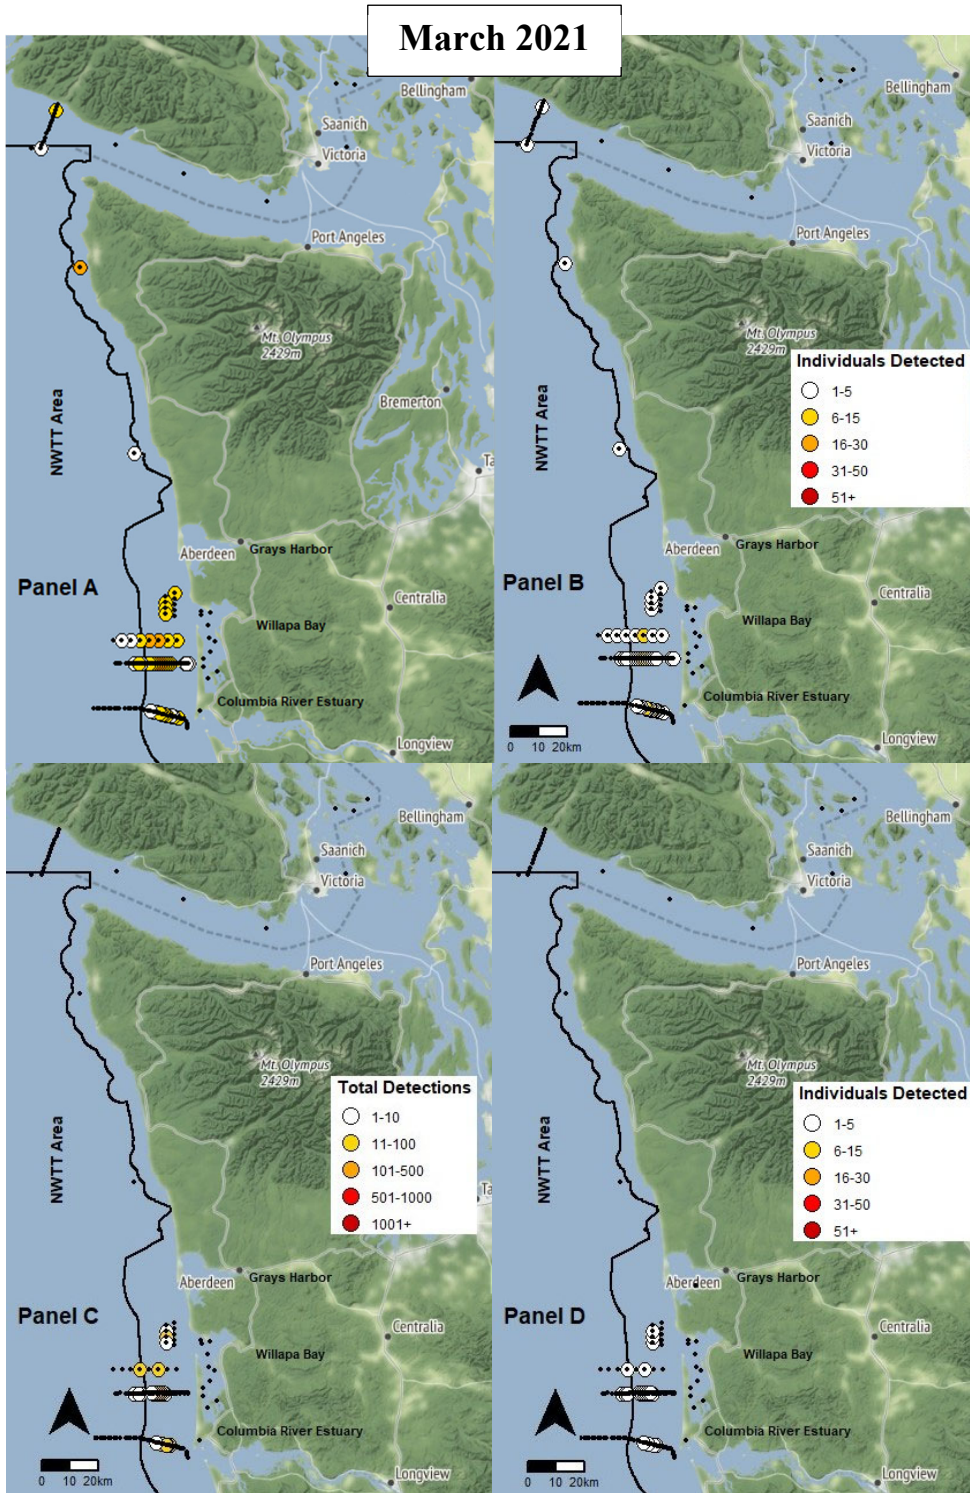 March 2021
Bellingham
Saanich
Victoria
Port Angeles
Mt. Olympus
2429m
Bremerton
NWTT Area
Ta
Aberdeen
Grays Harbor
Panel A
Centralia
Willapa Bay
Columbia River Estuary
Longview
Bellingham
Saanich
Victoria
Port Angeles
Mt. Olympus
2429m
Individuals Detected
1-5
6-15
16-30
31-50
51+
NWTT Area
Aberdeen
Grays Harbor
Panel B
Centralia
Willapa Bay
Columbia River Estuary
0 10 20km
Longview
Bellingham
Saanich
Victoria
Port Angeles
Mt. Olympus
2429m
Total Detections
1-10
11-100
101-500
501-1000
1001+
NWTT Area
Ta
Aberdeen
Grays Harbor
Panel C
Centralia
Willapa Bay
Columbia River Estuary
0 10 20km
Longview
Bellingham
Saanich
Victoria
Port Angeles
Mt. Olympus
2429m
Individuals Detected
1-5
6-15
16-30
31-50
51+
NWTT Area
Aberdeen
Grays Harbor
Panel D
Centralia
Willapa Bay
Columbia River Estuary
0 10 20km
Longview